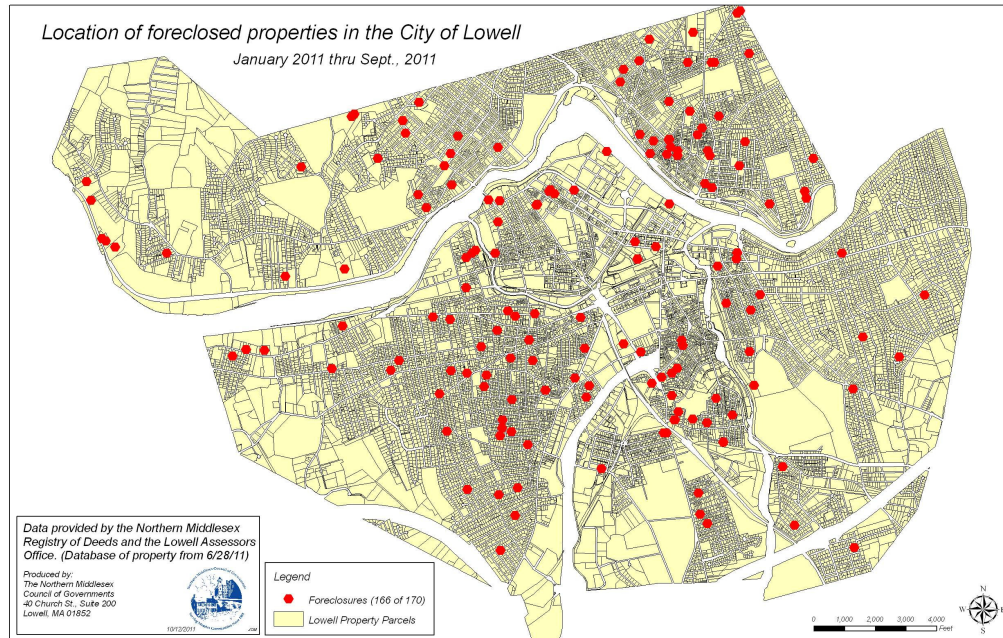 Location of foreclosed properties in the City of Lowell
January 2011 thru Sept., 2011
Data provided by the Northern Middlesex
Registry of Deeds and the Lowell Assessors
Office. (Database of property from 6/28/11)
Produced by:
The Northern Middlesex
Council of Governments
40 Church St., Suite 200
Lowell, MA 01852
10/12/2011
Legend
Foreclosures (166 of 170)
Lowell Property Parcels
0 1,000 2,000 3,000 4,000
Feet
N
W E
S